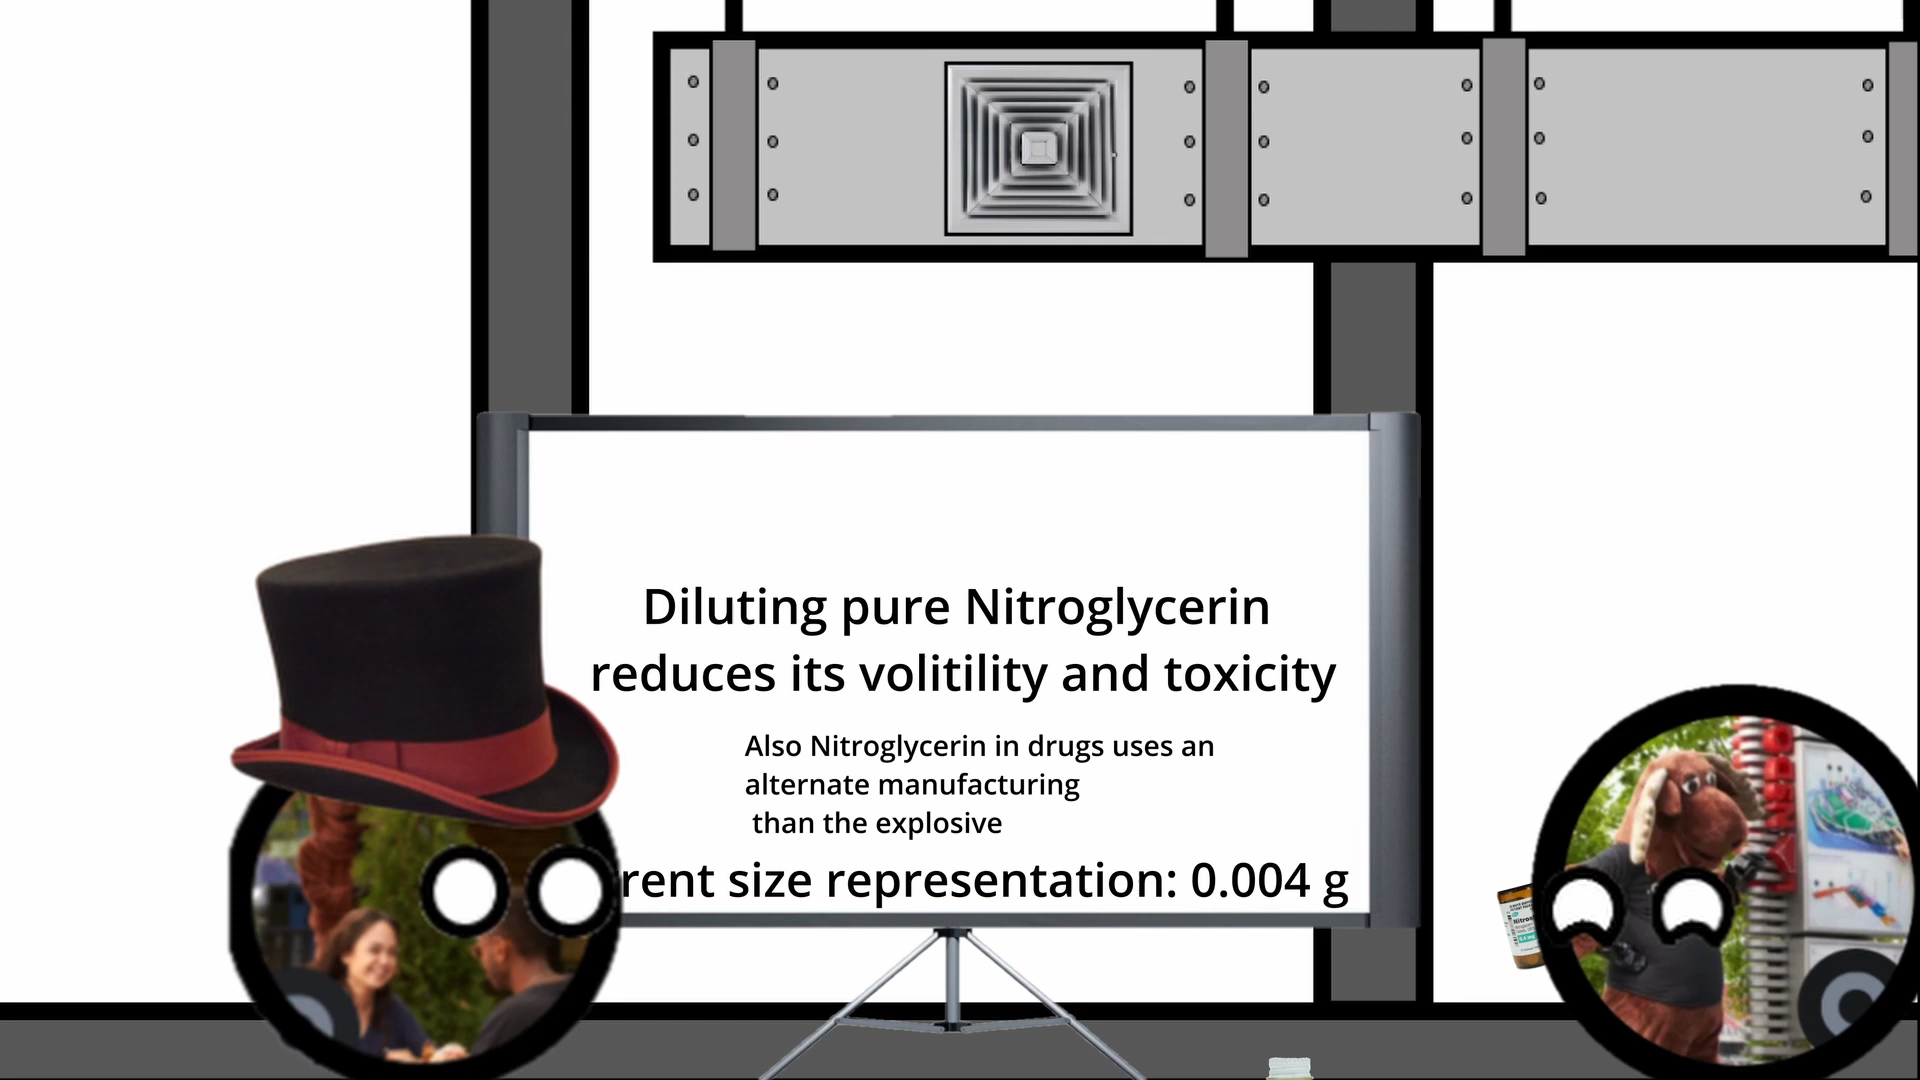 Diluting pure Nitroglycerin
reduces its volitility and toxicity
Also Nitroglycerin in drugs uses an
alternate manufacturing
than the explosive
rent size representation: 0.004 g